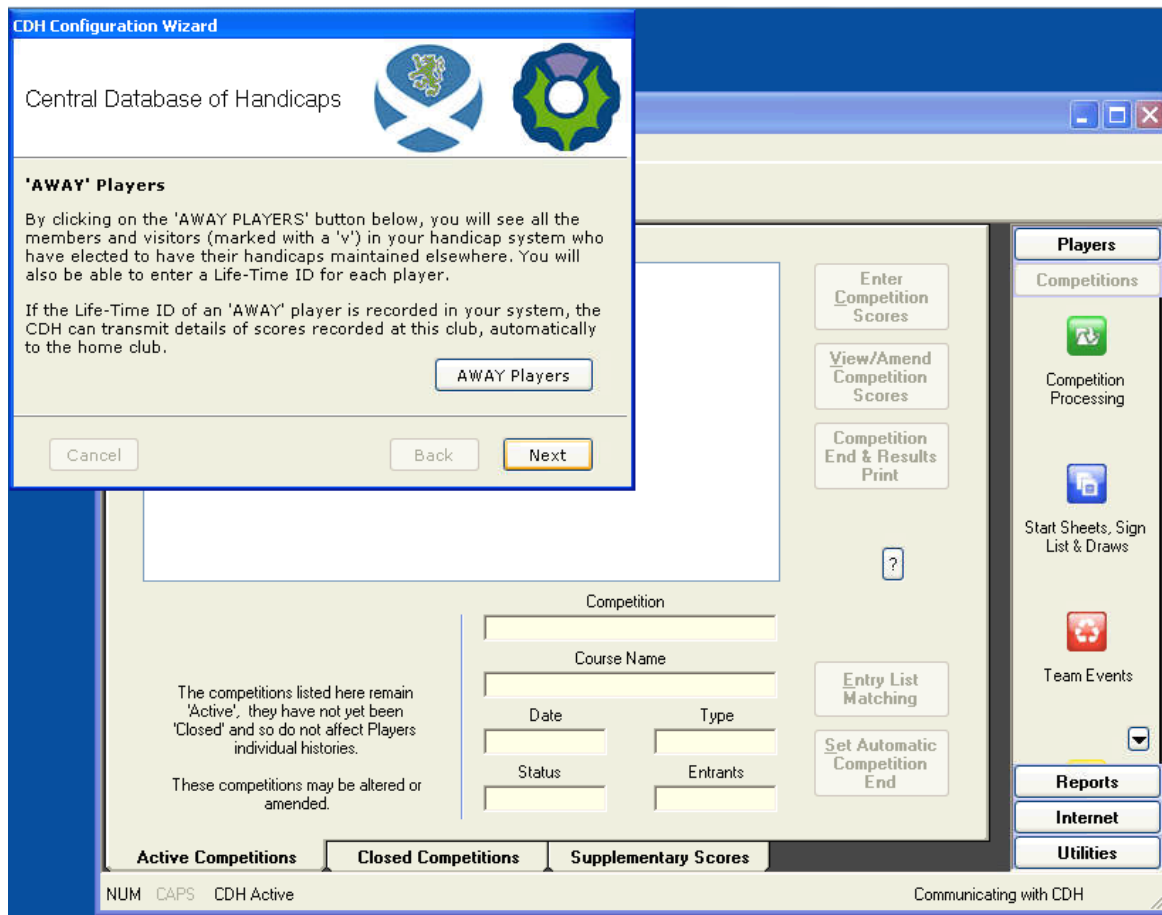 CDH Configuration Wizard
Central Database of Handicaps
'AWAY' Players
By clicking on the 'AWAY PLAYERS' button below, you will see all the
members and visitors (marked with a 'v') in your handicap system who
have elected to have their handicaps maintained elsewhere. You will
also be able to enter a Life-Time ID for each player.
If the Life-Time ID of an 'AWAY' player is recorded in your system, the
CDH can transmit details of scores recorded at this club, automatically
to the home club.
AWAY Players
Cancel
Back
Next
Enter
Competition
Scores
View/Amend
Competition
Scores
Competition
End & Results
Print
?
Competition
Course Name
Date
Type
Status
Entrants
The competitions listed here remain
'Active', they have not yet been
'Closed' and so do not affect Players
individual histories.
These competitions may be altered or
amended.
Entry List
Matching
Set Automatic
Competition
End
Players
Competitions
Competition
Processing
Start Sheets, Sign
List & Draws
Team Events
Reports
Internet
Utilities
Active Competitions
Closed Competitions
Supplementary Scores
NUM CAPS CDH Active
Communicating with CDH